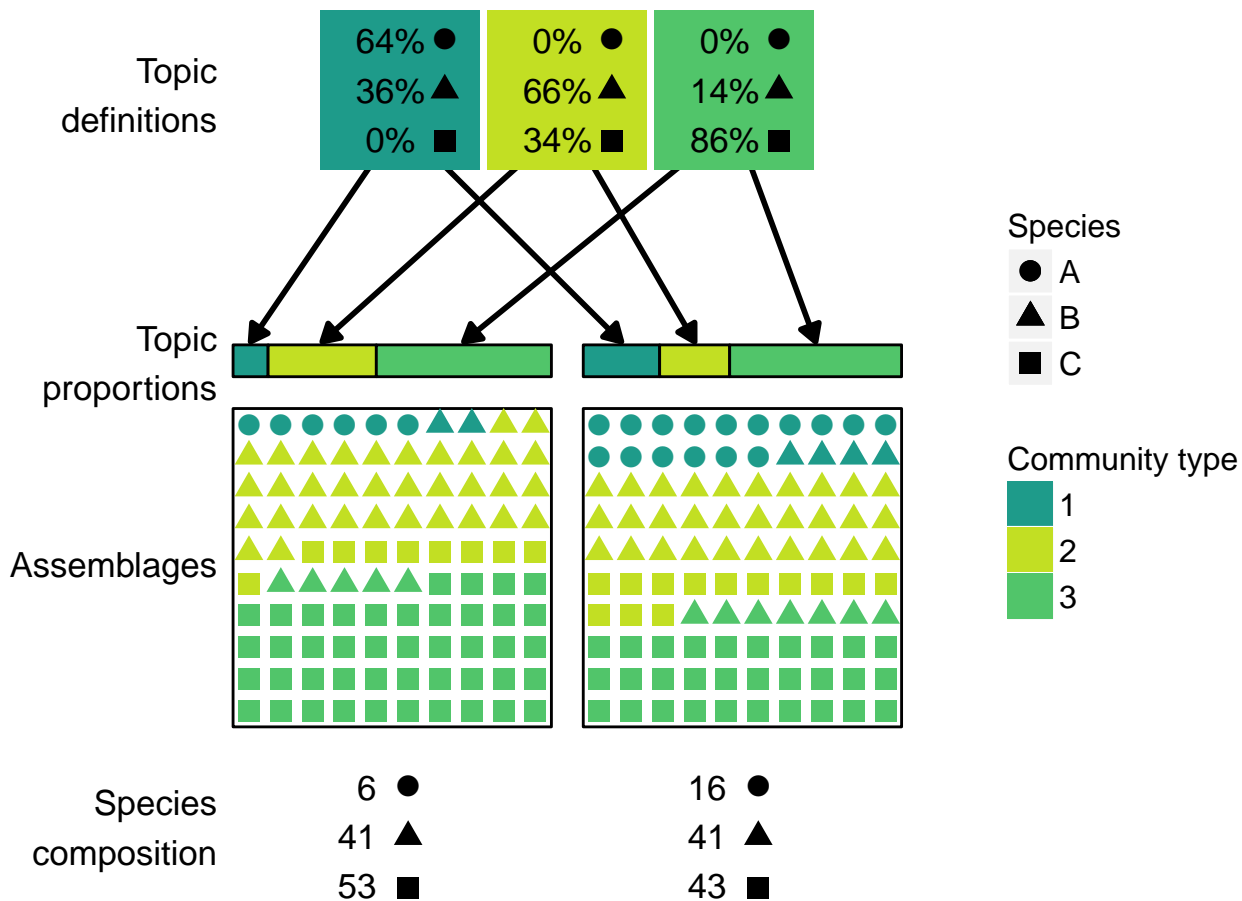 Topic
definitions
64%
36%
0%
0%
66%
34%
0%
14%
86%
Topic
proportions
Assemblages
Species
composition
6
41
53
16
41
43
Species
A
B
C
Community type
1
2
3